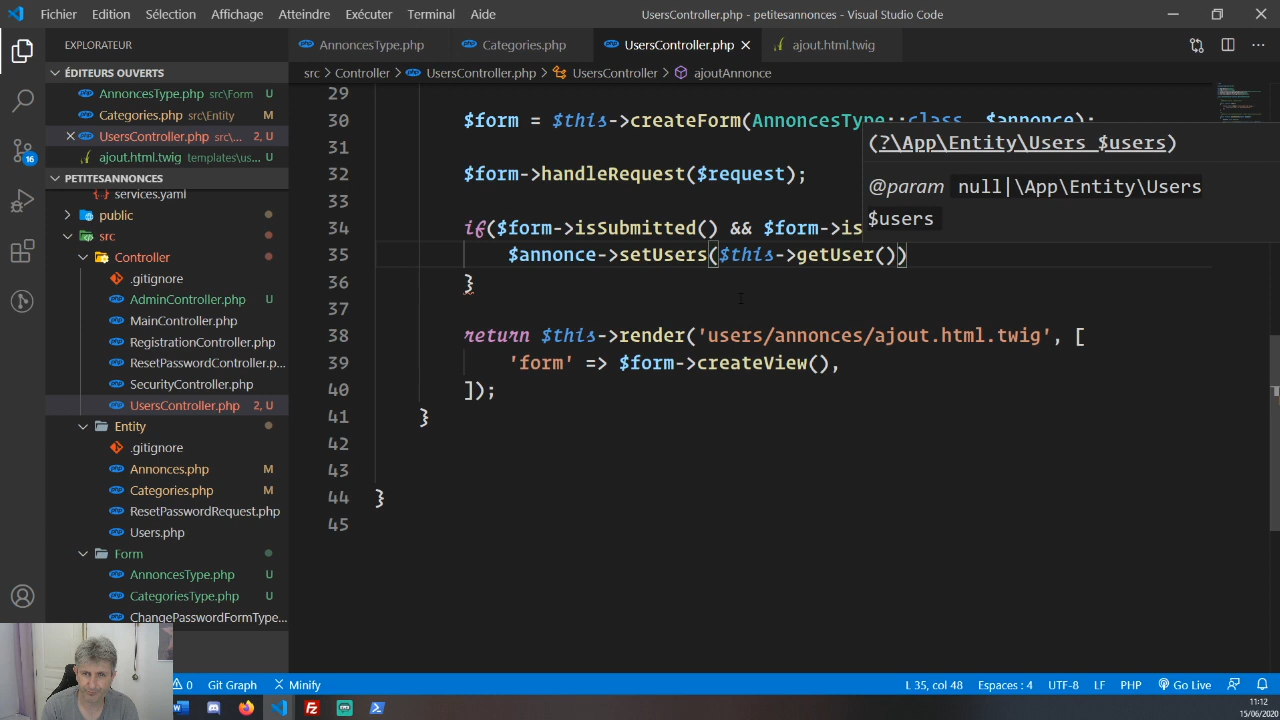 Fichier Edition Sélection Affichage Atteindre Exécuter Terminal Aide UsersController.php - petitesannonces - Visual Studio Code
EXPLORATEUR
AnnoncesType.php Categories.php UsersController.php ajout.html.twig
ÉDITEURS OUVERTS
src > Controller > UsersController.php > UsersController > ajoutAnnonce
AnnoncesType.php src\Form U
Categories.php src\Entity M
UsersController.php src\... 2, U
ajout.html.twig templates\us... U
PETITESANNONCES
services.yaml
public
src
Controller
.gitignore
AdminController.php U
MainController.php
RegistrationController.php
ResetPasswordController.p...
SecurityController.php
UsersController.php 2, U
Entity
.gitignore
Annonces.php M
Categories.php M
ResetPasswordRequest.php
Users.php
Form
AnnoncesType.php U
CategoriesType.php U
ChangePasswordFormType...
29
30 $form = $this->createForm(AnnoncesType::class, $annonce);
31
32 $form->handleRequest($request);
33
34 if($form->isSubmitted() && $form->is
35 $annonce->setUsers($this->getUser())
36 }
37
38 return $this->render('users/annonces/ajout.html.twig', [
39 'form' => $form->createView(),
40 ]);
41 }
42
43
44 }
45
(?\App\Entity\Users $users)
@param null|\App\Entity\Users
$users
16
0 Git Graph Minify L 35, col 48 Espaces : 4 UTF-8 LF PHP Go Live
11:12
15/06/2020